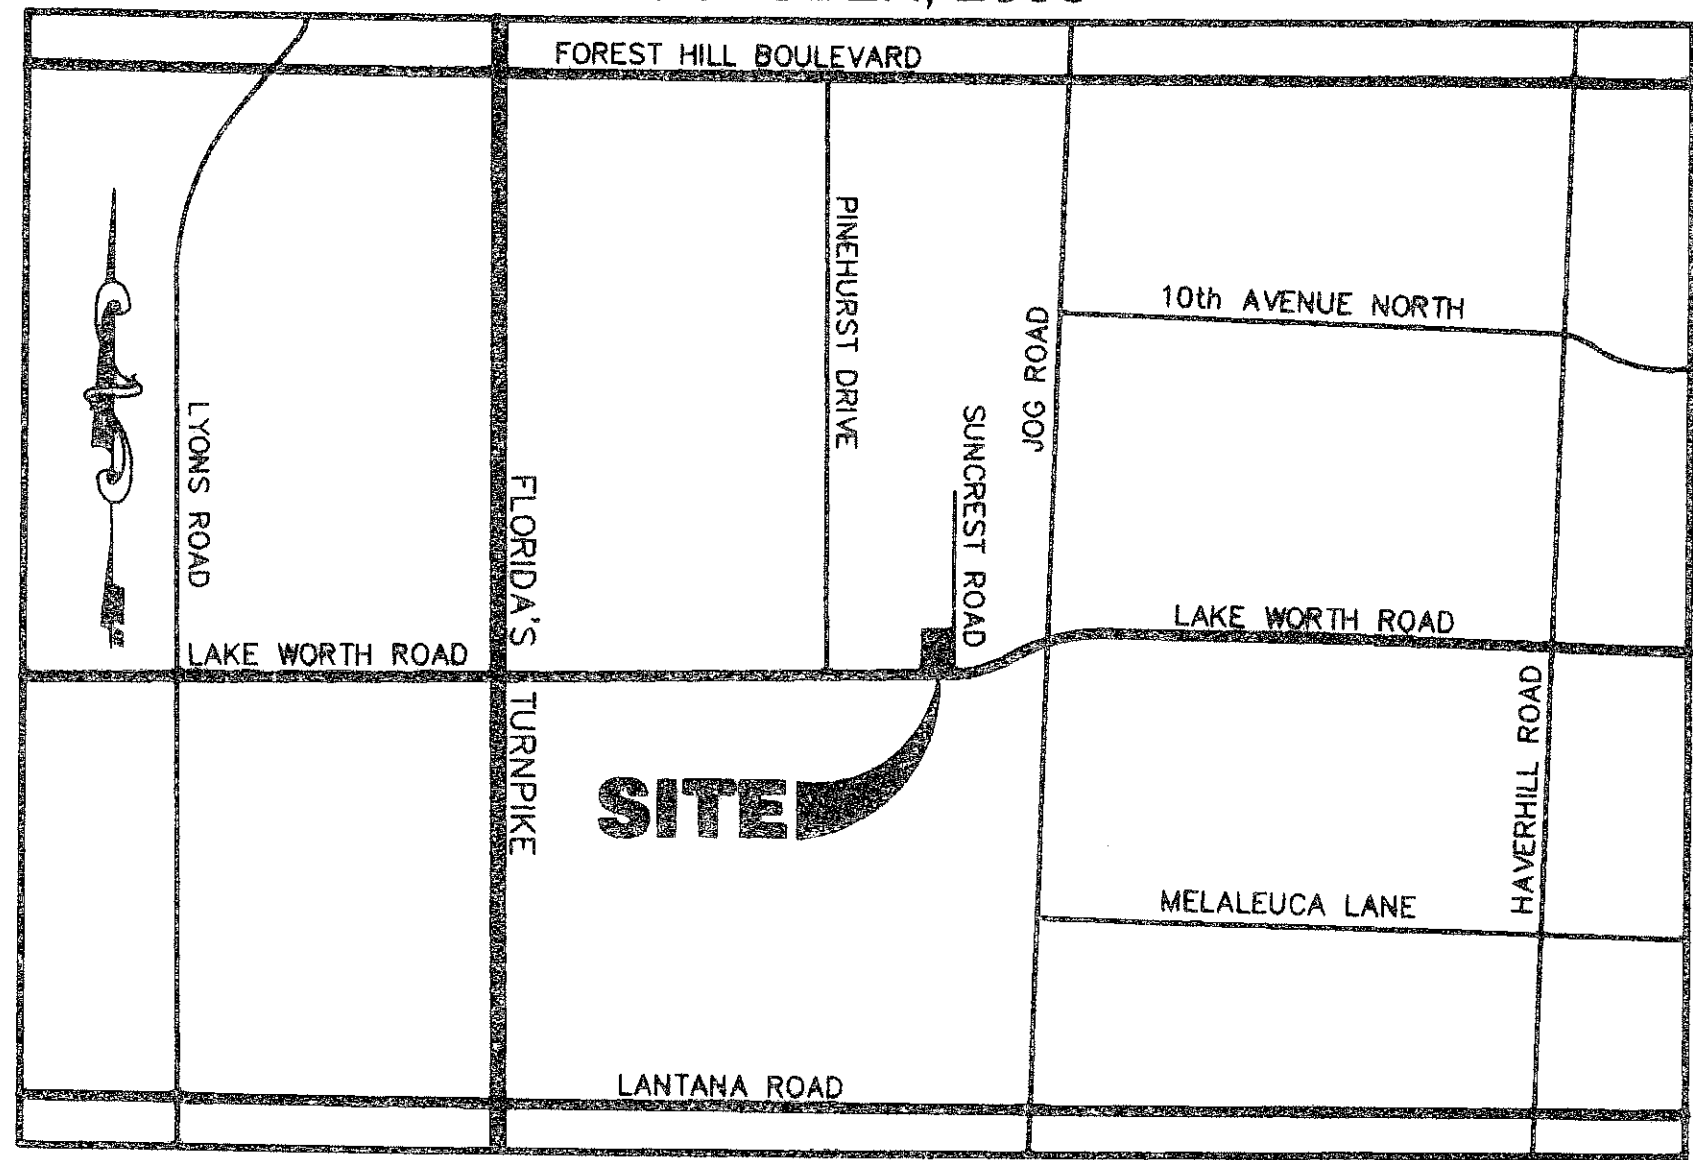 FOREST HILL BOULEVARD
PINEHURST DRIVE
10th AVENUE NORTH
JOG ROAD
SUNCREST ROAD
LYONS ROAD
FLORIDA'S TURNPIKE
LAKE WORTH ROAD
LAKE WORTH ROAD
HAVERHILL ROAD
SITE
MELALEUCA LANE
LANTANA ROAD